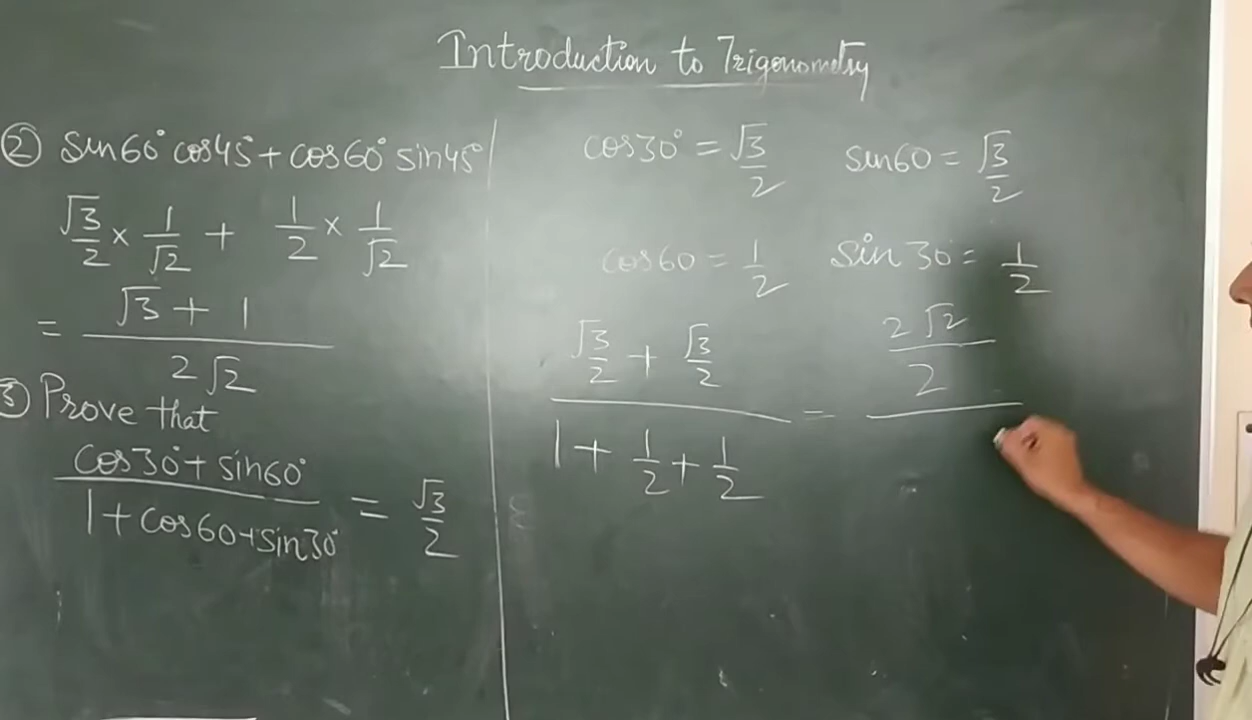 Introduction to Trigonometry
② sin60° cos45° + cos60° sin45°
√3/2 × 1/√2 + 1/2 × 1/√2
= (√3 + 1)/(2√2)
③ Prove that
(cos30° + sin60°)/(1 + cos60 + sin30°) = √3/2
cos30° = √3/2 sin60 = √3/2
cos60 = 1/2 sin30 = 1/2
(√3/2 + √3/2)/(1 + 1/2 + 1/2) = (2√2/2)/